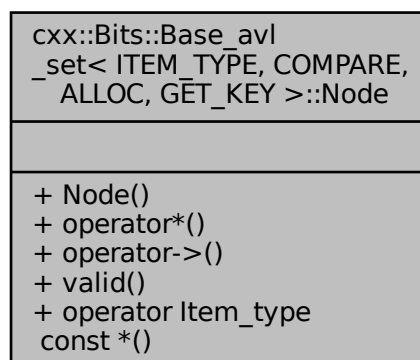 cxx::Bits::Base_avl
_set< ITEM_TYPE, COMPARE,
ALLOC, GET_KEY >::Node
+ Node()
+ operator*()
+ operator->()
+ valid()
+ operator Item_type
const *()